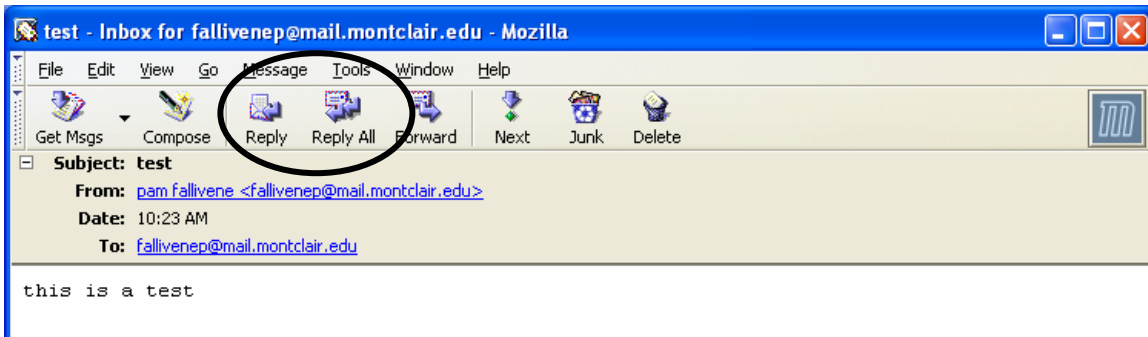 test - Inbox for fallivenep@mail.montclair.edu - Mozilla
File Edit View Go Message Tools Window Help
Get Msgs Compose Reply Reply All Forward Next Junk Delete
Subject: test
From: pam fallivene <fallivenep@mail.montclair.edu>
Date: 10:23 AM
To: fallivenep@mail.montclair.edu
this is a test